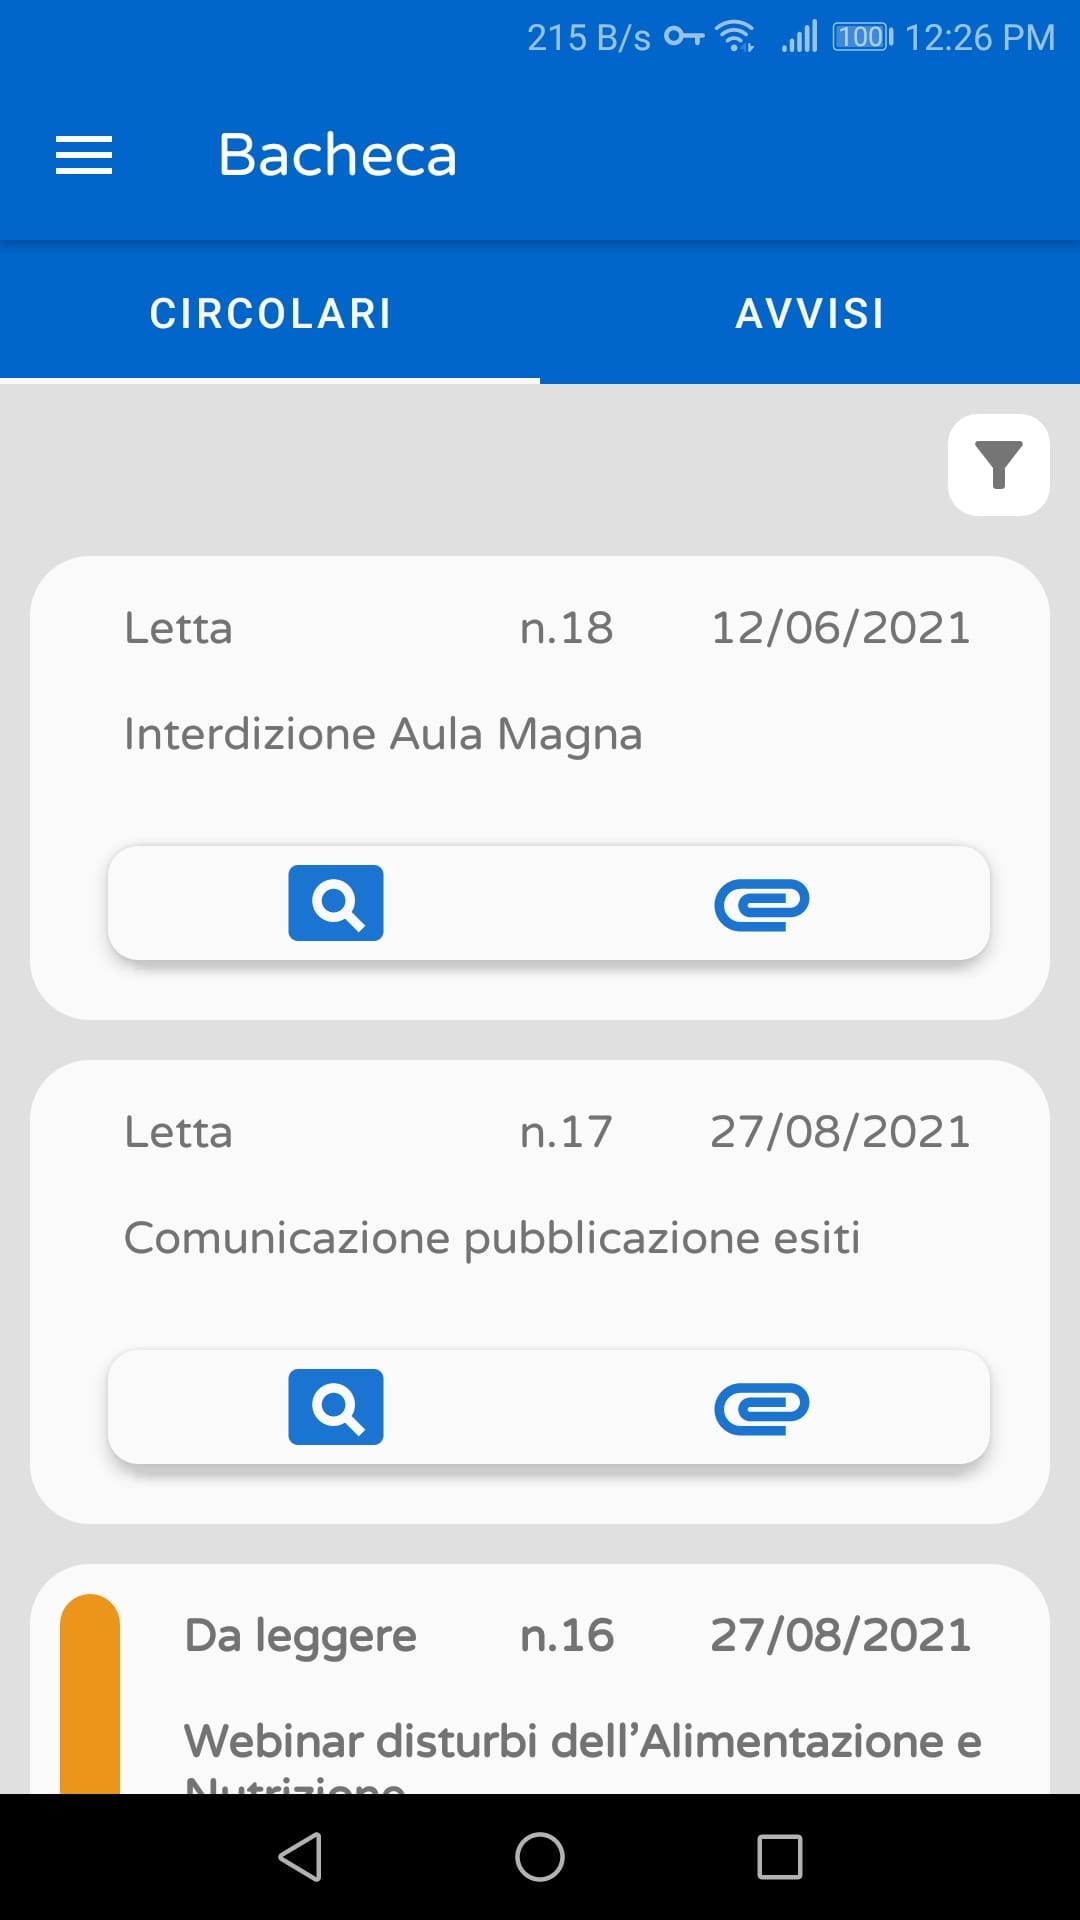 215 B/s 100 12:26 PM
Bacheca
CIRCOLARI AVVISI
Letta n.18 12/06/2021
Interdizione Aula Magna
Letta n.17 27/08/2021
Comunicazione pubblicazione esiti
Da leggere n.16 27/08/2021
Webinar disturbi dell'Alimentazione e
Nutrizione